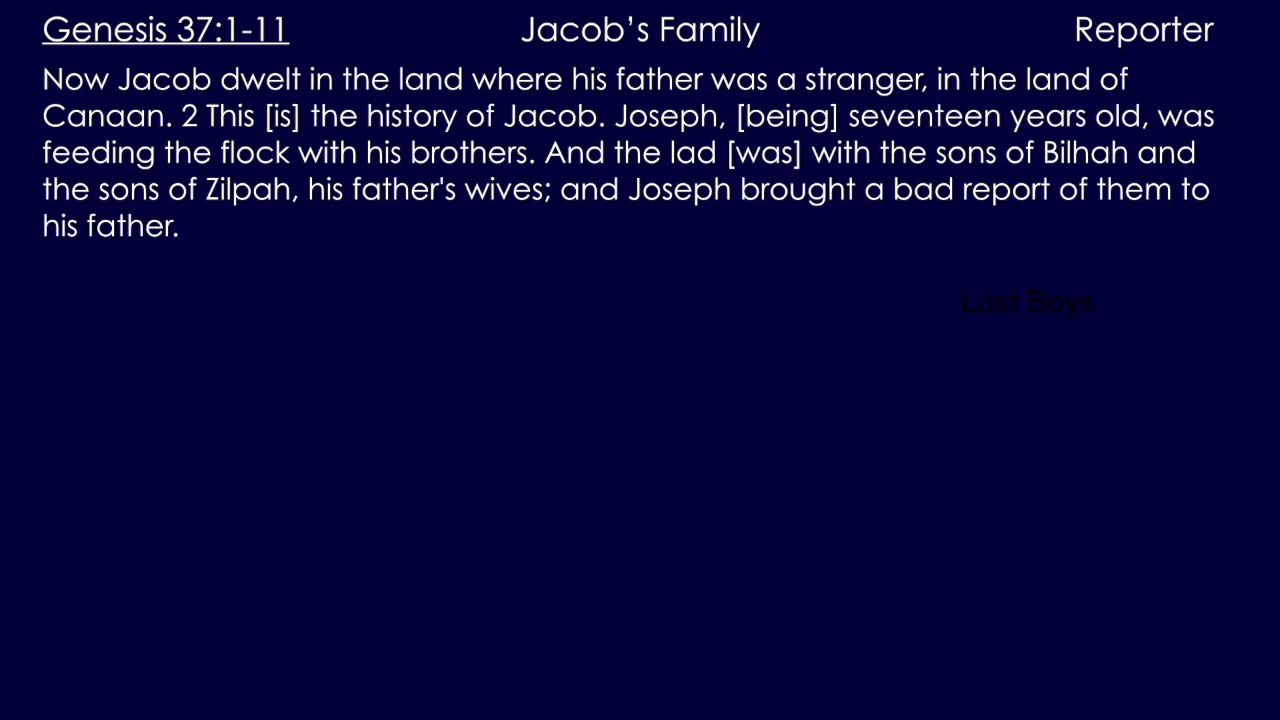 Genesis 37:1-11 Jacob’s Family Reporter
Now Jacob dwelt in the land where his father was a stranger, in the land of
Canaan. 2 This [is] the history of Jacob. Joseph, [being] seventeen years old, was
feeding the flock with his brothers. And the lad [was] with the sons of Bilhah and
the sons of Zilpah, his father's wives; and Joseph brought a bad report of them to
his father.
Lost Boys